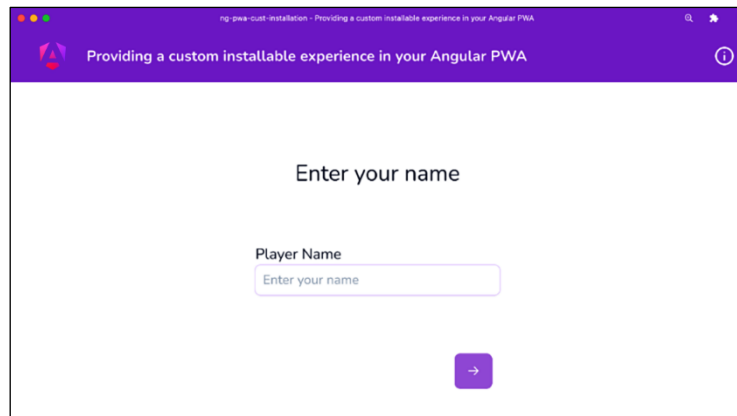 ng-pwa-cust-installation - Providing a custom installable experience in your Angular PWA
Providing a custom installable experience in your Angular PWA
Enter your name
Player Name
Enter your name